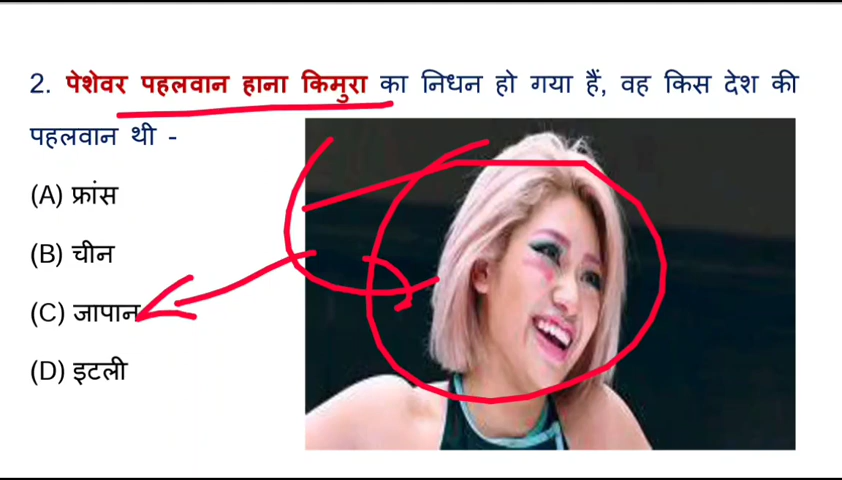 2. पेशेवर पहलवान हाना किमुरा का निधन हो गया हैं, वह किस देश की
पहलवान थी -
(A) फ्रांस
(B) चीन
(C) जापान
(D) इटली